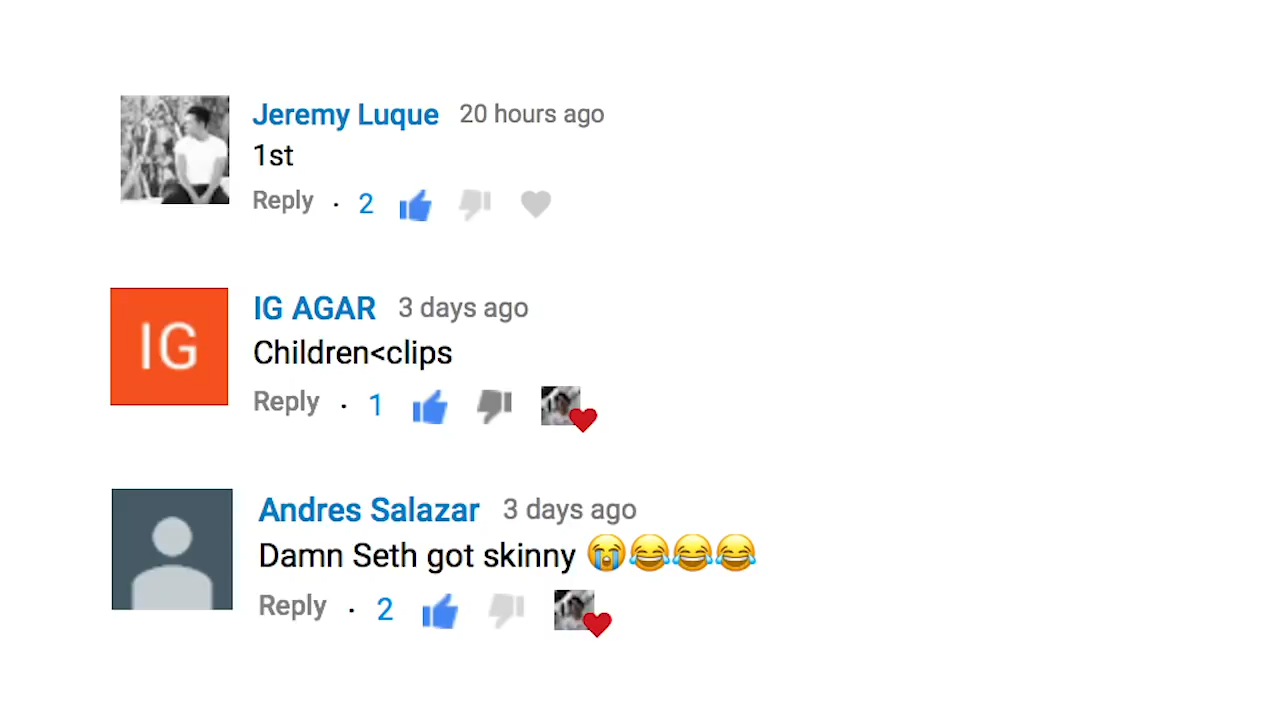 Jeremy Luque 20 hours ago
1st
Reply · 2
IG
IG AGAR 3 days ago
Children<clips
Reply · 1
Andres Salazar 3 days ago
Damn Seth got skinny 😭😂😂😂
Reply · 2